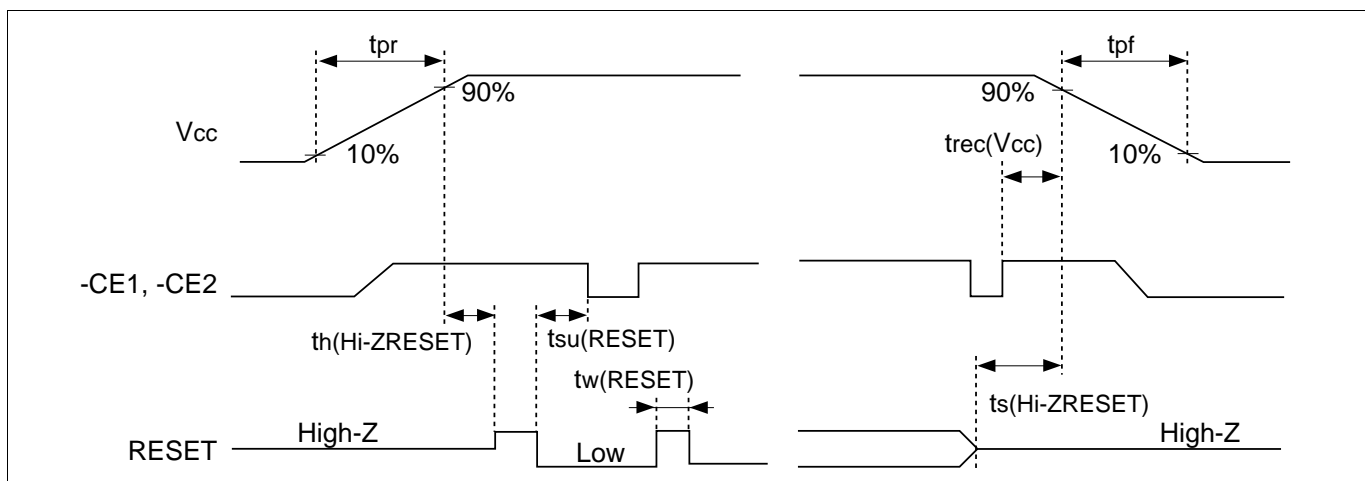 tpr
tpf
90%
90%
Vcc
10%
trec(Vcc)
10%
-CE1, -CE2
th(Hi-ZRESET)
tsu(RESET)
tw(RESET)
ts(Hi-ZRESET)
RESET
High-Z
Low
High-Z